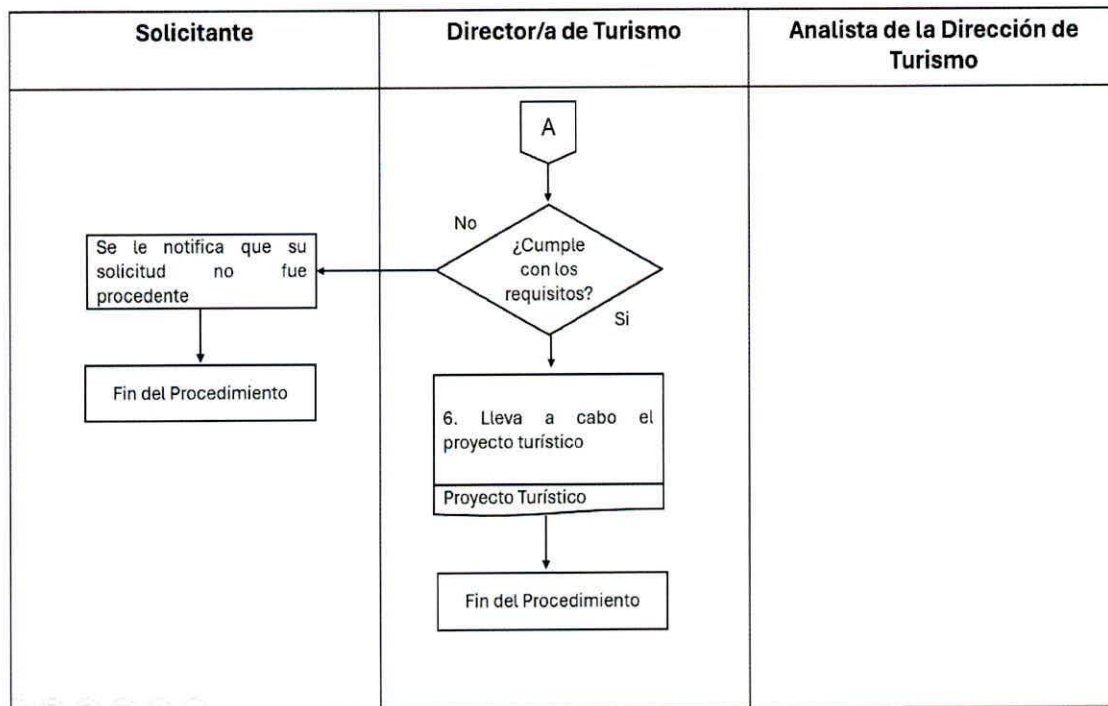 Solicitante
Director/a de Turismo
Analista de la Dirección de
Turismo
A
No
¿Cumple
con los
requisitos?
Si
Se le notifica que su
solicitud no fue
procedente
Fin del Procedimiento
6. Lleva a cabo el
proyecto turístico
Proyecto Turístico
Fin del Procedimiento